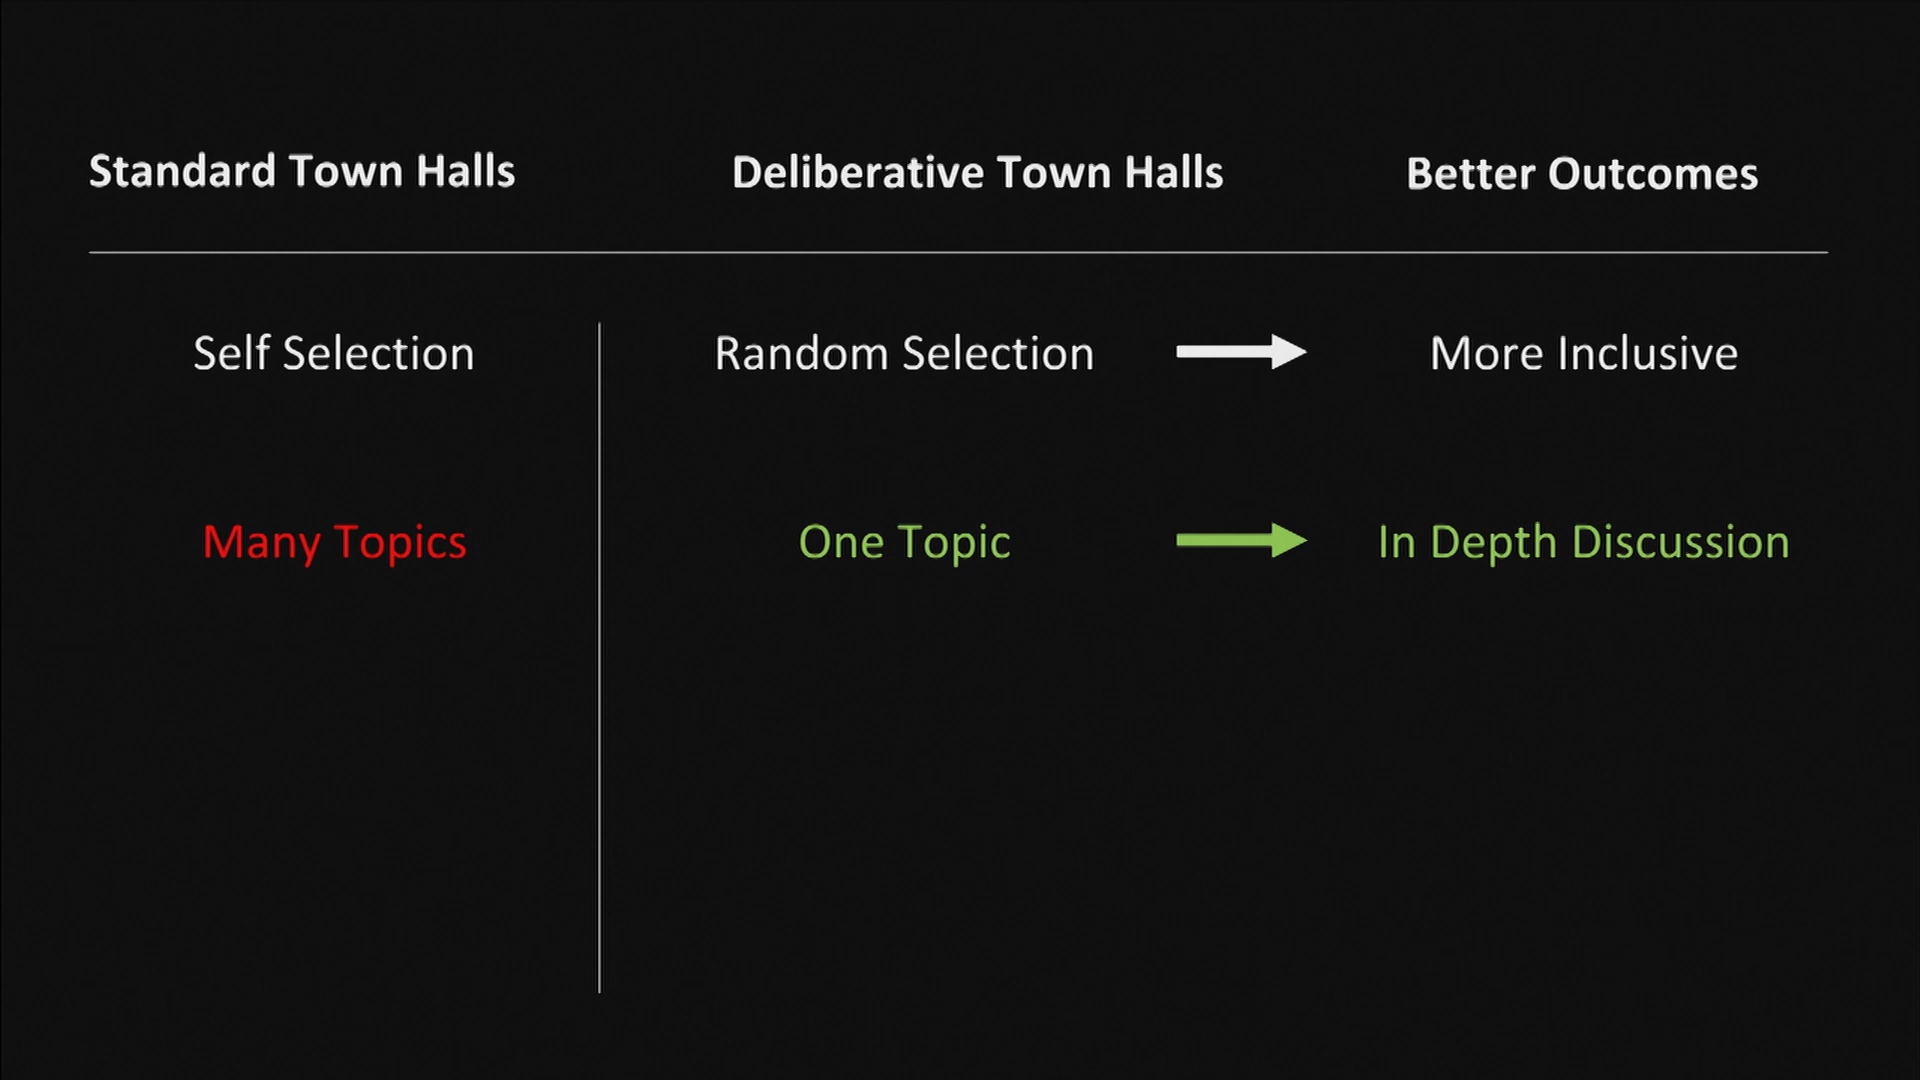 Standard Town Halls Deliberative Town Halls Better Outcomes
Self Selection Random Selection More Inclusive
Many Topics One Topic In Depth Discussion